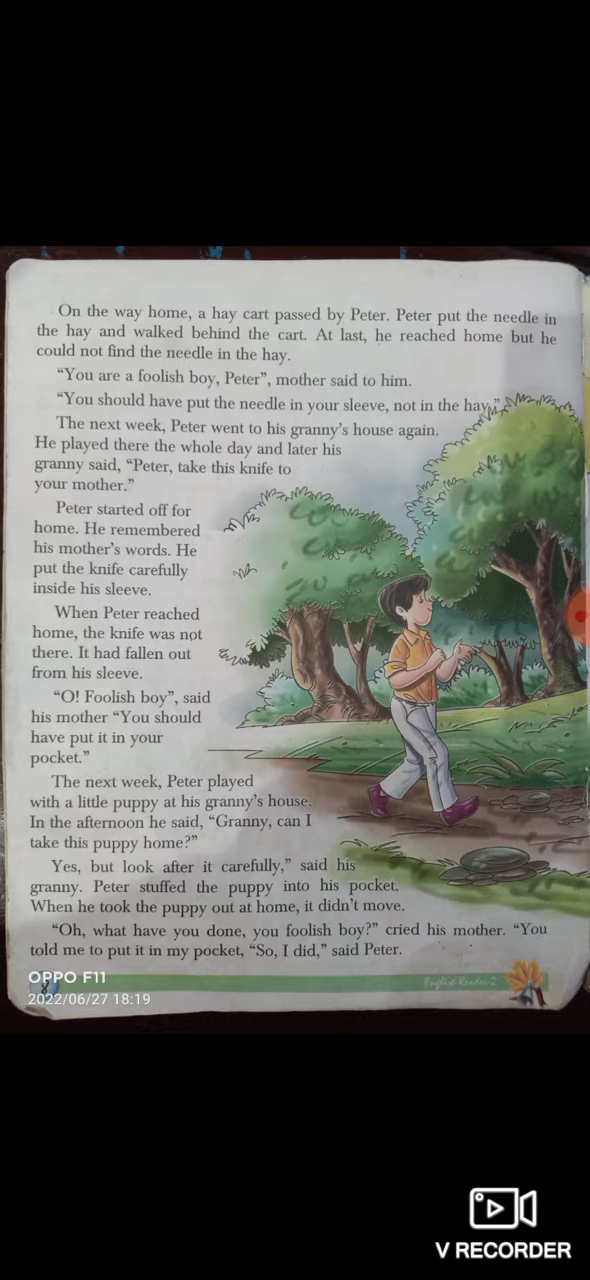 On the way home, a hay cart passed by Peter. Peter put the needle in
the hay and walked behind the cart. At last, he reached home but he
could not find the needle in the hay.
“You are a foolish boy, Peter”, mother said to him.
“You should have put the needle in your sleeve, not in the hay.”
The next week, Peter went to his granny’s house again.
He played there the whole day and later his
granny said, “Peter, take this knife to
your mother.”
Peter started off for
home. He remembered
his mother’s words. He
put the knife carefully
inside his sleeve.
When Peter reached
home, the knife was not
there. It had fallen out
from his sleeve.
“O! Foolish boy”, said
his mother “You should
have put it in your
pocket.”
The next week, Peter played
with a little puppy at his granny’s house.
In the afternoon he said, “Granny, can I
take this puppy home?”
Yes, but look after it carefully,” said his
granny. Peter stuffed the puppy into his pocket.
When he took the puppy out at home, it didn’t move.
“Oh, what have you done, you foolish boy?” cried his mother. “You
told me to put it in my pocket, “So, I did,” said Peter.
OPPO F11
8
English Reader-2
2022/06/27 18:19
V RECORDER